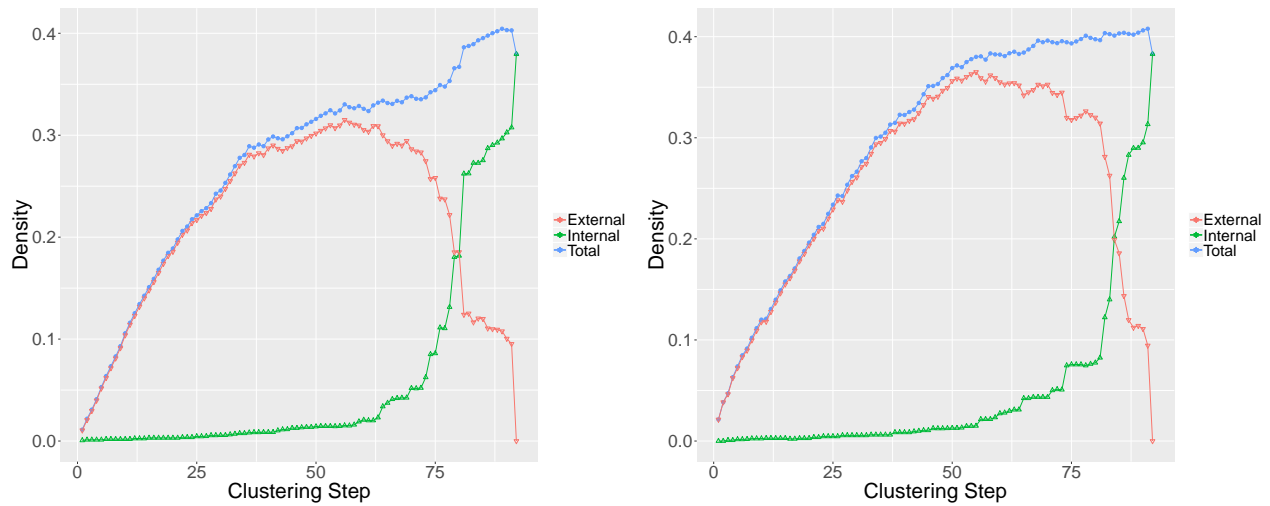 0.4
0.3
0.2
0.1
0.0
Density
0 25 50 75
Clustering Step
External
Internal
Total
0.4
0.3
0.2
0.1
0.0
Density
0 25 50 75
Clustering Step
External
Internal
Total